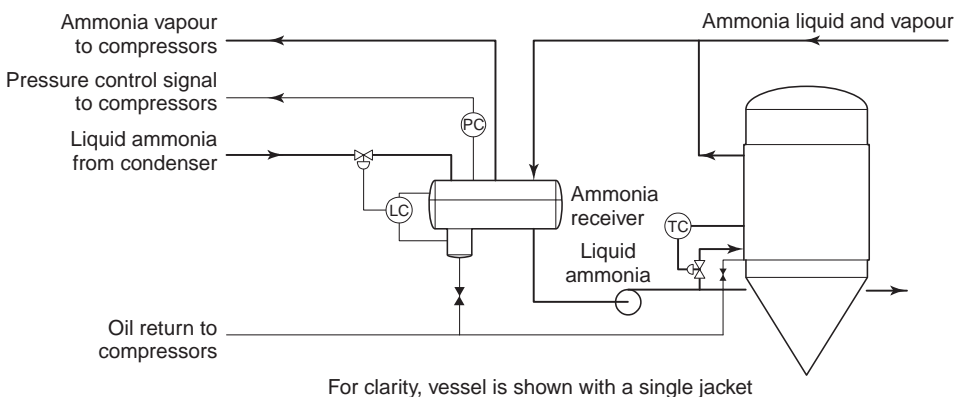 Ammonia vapour
to compressors
Ammonia liquid and vapour
Pressure control signal
to compressors
PC
Liquid ammonia
from condenser
LC
Ammonia
receiver
TC
Liquid
ammonia
Oil return to
compressors
For clarity, vessel is shown with a single jacket